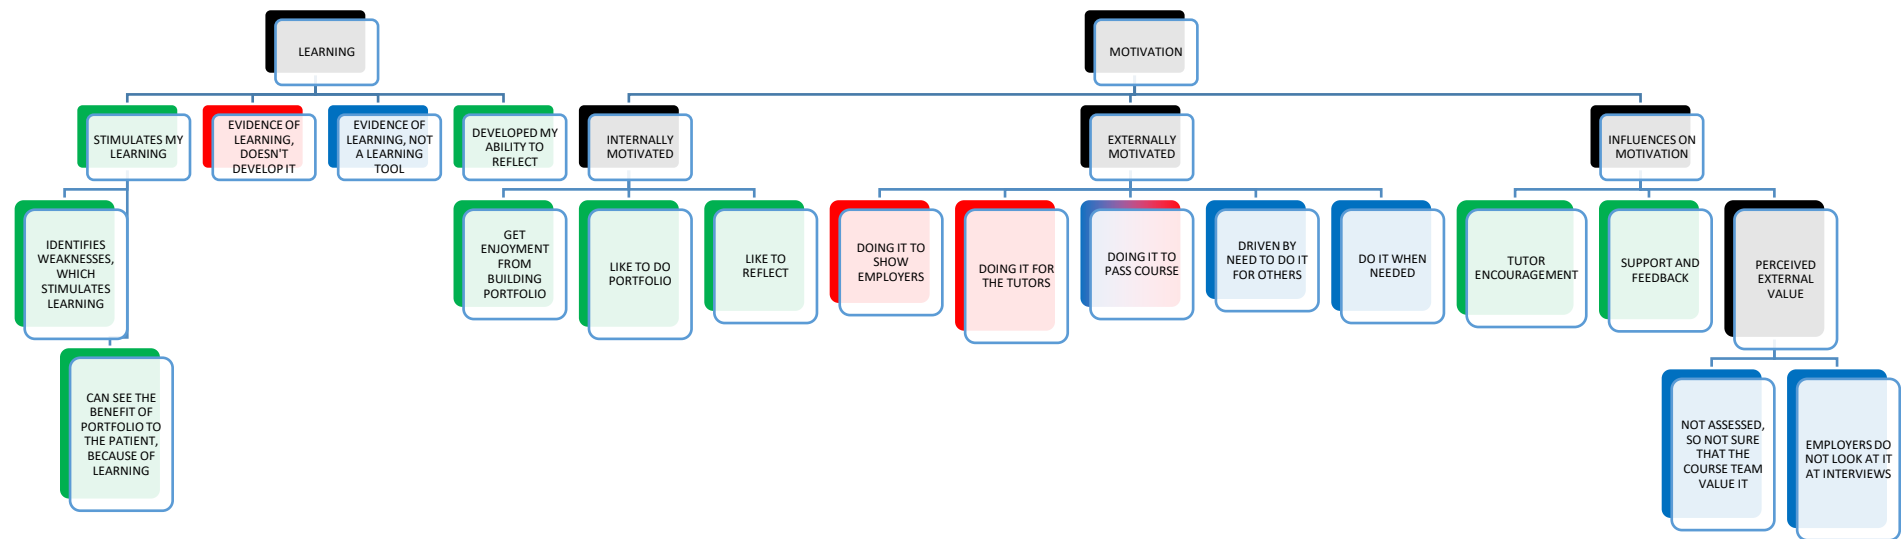 LEARNING
MOTIVATION
STIMULATES MY
LEARNING
EVIDENCE OF
LEARNING,
DOESN'T
DEVELOP IT
EVIDENCE OF
LEARNING, NOT
A LEARNING
TOOL
DEVELOPED MY
ABILITY TO
REFLECT
INTERNALLY
MOTIVATED
EXTERNALLY
MOTIVATED
INFLUENCES ON
MOTIVATION
IDENTIFIES
WEAKNESSES,
WHICH
STIMULATES
LEARNING
GET
ENJOYMENT
FROM
BUILDING
PORTFOLIO
LIKE TO DO
PORTFOLIO
LIKE TO
REFLECT
DOING IT TO
SHOW
EMPLOYERS
DOING IT FOR
THE TUTORS
DOING IT TO
PASS COURSE
DRIVEN BY
NEED TO DO IT
FOR OTHERS
DO IT WHEN
NEEDED
TUTOR
ENCOURAGEMENT
SUPPORT AND
FEEDBACK
PERCEIVED
EXTERNAL
VALUE
CAN SEE THE
BENEFIT OF
PORTFOLIO TO
THE PATIENT,
BECAUSE OF
LEARNING
NOT ASSESSED,
SO NOT SURE
THAT THE
COURSE TEAM
VALUE IT
EMPLOYERS DO
NOT LOOK AT IT
AT INTERVIEWS